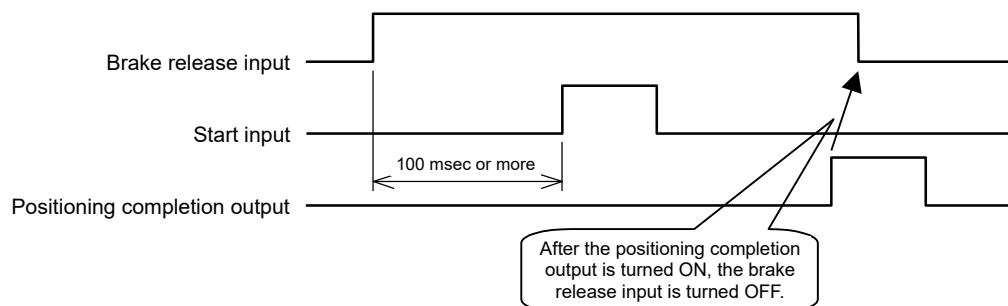 Brake release input
Start input
100 msec or more
Positioning completion output
After the positioning completion
output is turned ON, the brake
release input is turned OFF.